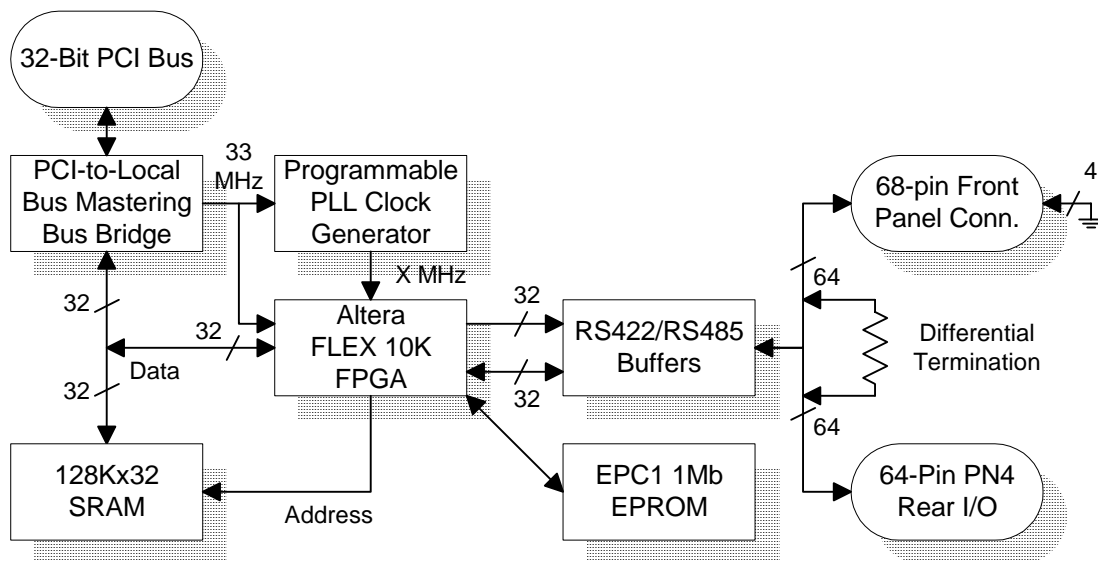 32-Bit PCI Bus
PCI-to-Local
Bus Mastering
Bus Bridge
33
MHz
Programmable
PLL Clock
Generator
68-pin Front
Panel Conn.
4
X MHz
64
32
32
Data
32
Altera
FLEX 10K
FPGA
32
32
RS422/RS485
Buffers
Differential
Termination
64
32
128Kx32
SRAM
Address
EPC1 1Mb
EPROM
64-Pin PN4
Rear I/O